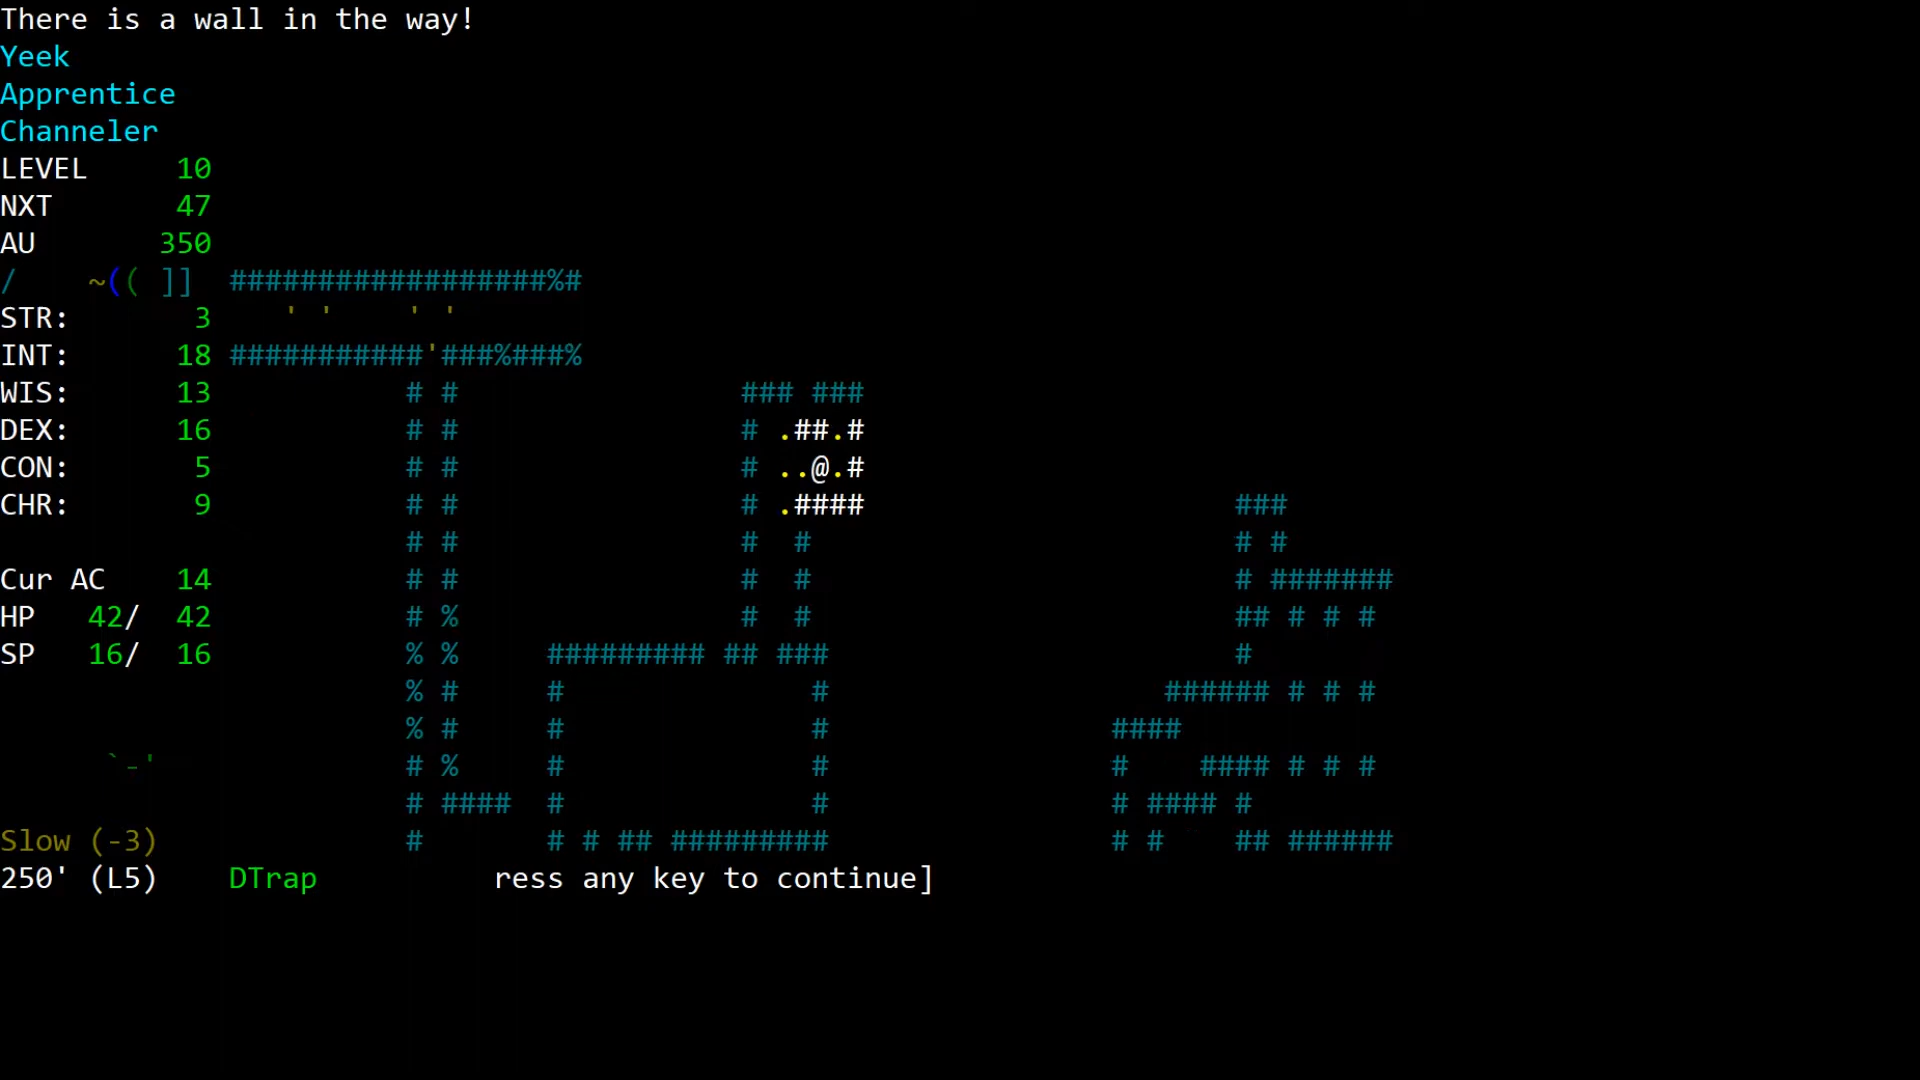 There is a wall in the way!
Yeek
Apprentice
Channeler
LEVEL 10
NXT 47
AU 350
/ ~(( ]] #################%#
STR: 3 ' ' ' '
INT: 18 ###########'###%###%
WIS: 13 # # ### ###
DEX: 16 # # # .##.#
CON: 5 # # # ..@.#
CHR: 9 # # # .#### ###
# # # # # #
Cur AC 14 # # # # # #######
HP 42/ 42 # % # # ## # # #
SP 16/ 16 % % ######### ## ### #
% # # # ###### # # #
% # # # ####
`-' # % # # # #### # # #
# #### # # # #### #
Slow (-3) # # # ## ######### # # ## ######
250' (L5) DTrap ress any key to continue]